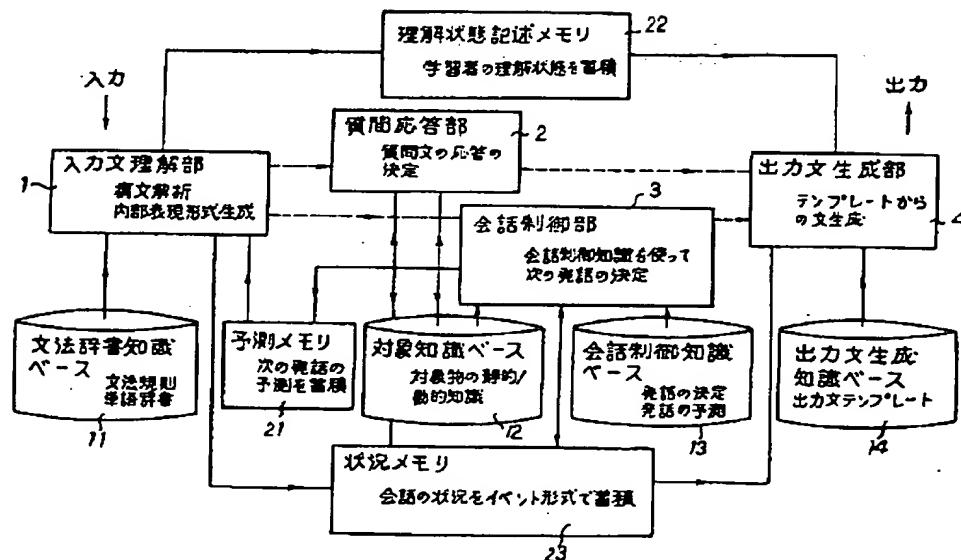 理解状態記述メモリ
学習者の理解状態を蓄積
22
入力
出力
質問応答部
質問文の応答の
決定
2
入力文理解部
構文解析
内部表現形式生成
1
出力文生成部
テンプレートから
の文生成
4
3
会話制御部
会話制御知識を使って
次の発話の決定
文法辞書知識
ベース
文法規則
単語辞書
11
予測メモリ
次の発話の
予測を蓄積
21
対象知識ベース
対象物の静的/
動的知識
12
会話制御知識
ベース
発話の決定
発話の予測
13
出力文生成
知識ベース
出力文テンプレート
14
状況メモリ
会話の状況をイベント形式で蓄積
23